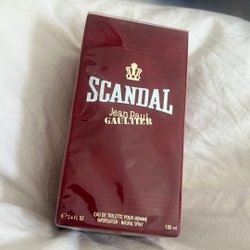 SCANDAL
Jean Paul
GAULTIER
EAU DE TOILETTE POUR HOMME
VAPORISATEUR - NATURAL SPRAY
150 ml